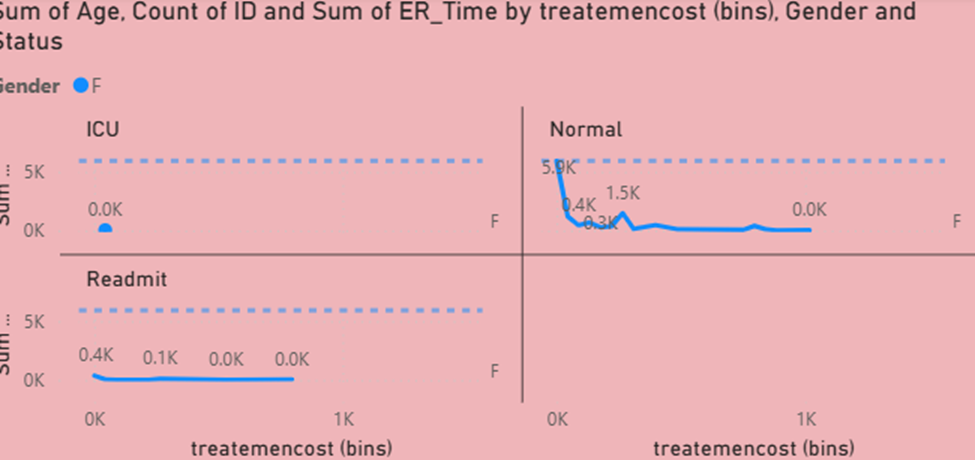 Sum of Age, Count of ID and Sum of ER_Time by treatemencost (bins), Gender and
Status
Gender F
ICU
5K
Sum ...
0.0K
0K
F
Normal
5.9K
0.4K
0.3K
1.5K
0.0K
F
Readmit
5K
Sum ...
0.4K 0.1K 0.0K 0.0K
0K
F
0K 1K
treatemencost (bins)
0K 1K
treatemencost (bins)